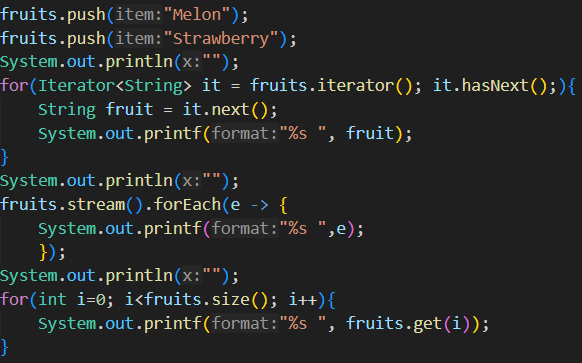 fruits.push(item:"Melon");
fruits.push(item:"Strawberry");
System.out.println(x:"");
for(Iterator<String> it = fruits.iterator(); it.hasNext();){
    String fruit = it.next();
    System.out.printf(format:"%s ", fruit);
}
System.out.println(x:"");
fruits.stream().forEach(e -> {
    System.out.printf(format:"%s ",e);
    });
System.out.println(x:"");
for(int i=0; i<fruits.size(); i++){
    System.out.printf(format:"%s ", fruits.get(i));
}